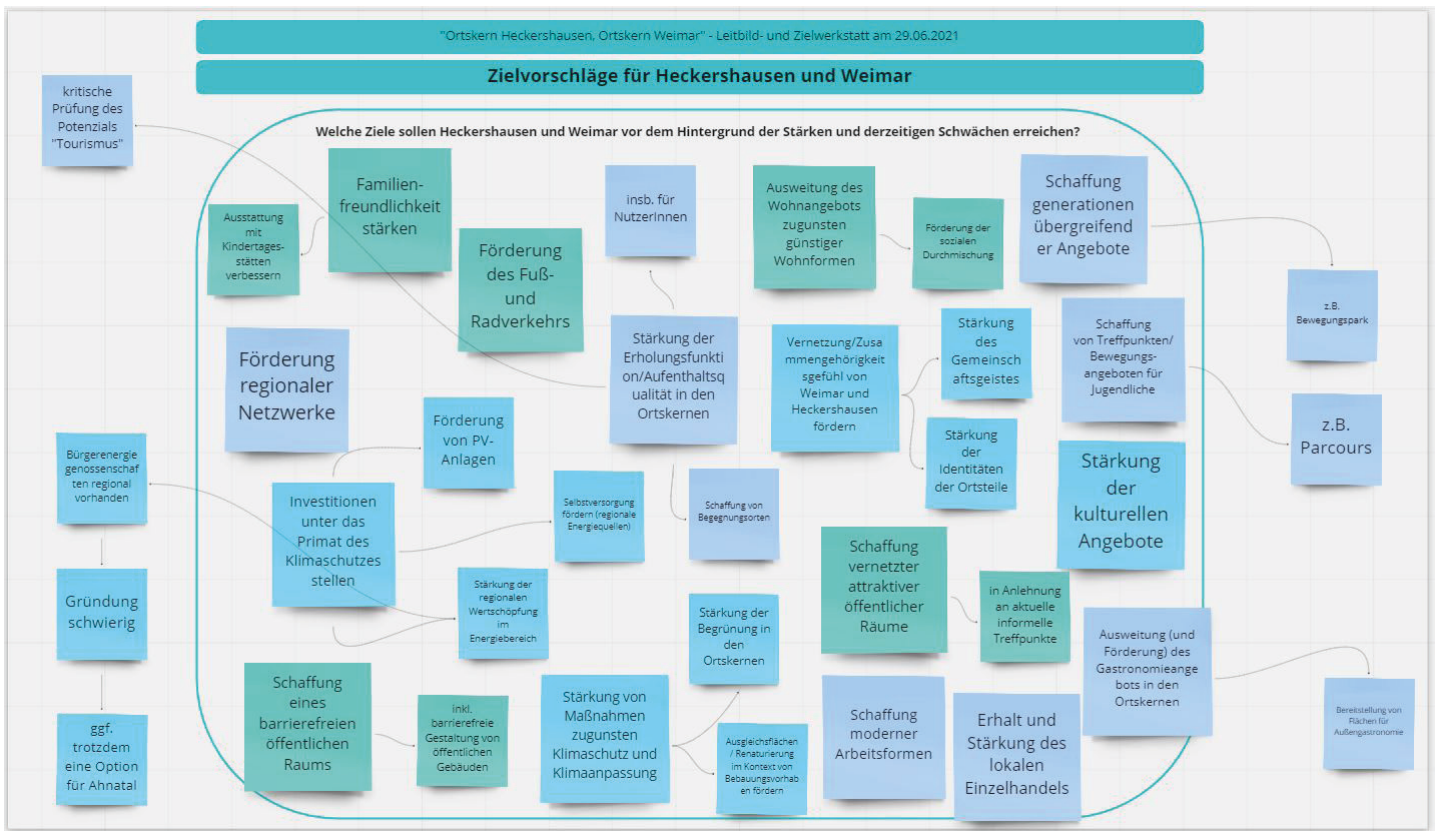 "Ortskern Heckershausen, Ortskern Weimar" - Leitbild- und Zielwerkstatt am 29.06.2021
Zielvorschläge für Heckershausen und Weimar
kritische
Prüfung des
Potenzials
"Tourismus"
Welche Ziele sollen Heckershausen und Weimar vor dem Hintergrund der Stärken und derzeitigen Schwächen erreichen?
Ausstattung
mit
Kindertages-
stätten
verbessern
Familien-
freundlichkeit
stärken
Förderung
des Fuß-
und
Radverkehrs
insb. für
NutzerInnen
Ausweitung des
Wohnangebots
zugunsten
günstiger
Wohnformen
Förderung der
sozialen
Durchmischung
Schaffung
generationen
übergreifend
er Angebote
z.B.
Bewegungspark
Förderung
regionaler
Netzwerke
Stärkung der
Erholungsfunkti
on/Aufenthaltsq
ualität in den
Ortskernen
Vernetzung/Zusa
mmengehörigkeit
sgefühl von
Weimar und
Heckershausen
fördern
Stärkung
des
Gemeinsch
aftsgeistes
Schaffung
von Treffpunkten/
Bewegungs-
angeboten für
Jugendliche
z.B.
Parcours
Förderung
von PV-
Anlagen
Stärkung
der
Identitäten
der Ortsteile
Stärkung
der
kulturellen
Angebote
Bürgerenergie
genossenschaf
ten regional
vorhanden
Investitionen
unter das
Primat des
Klimaschutzes
stellen
Selbstversorgung
fördern (regionale
Energiequellen)
Schaffung von
Begegnungsorten
Schaffung
vernetzter
attraktiver
öffentlicher
Räume
in Anlehnung
an aktuelle
informelle
Treffpunkte
Gründung
schwierig
Stärkung der
regionalen
Wertschöpfung
im
Energiebereich
Stärkung der
Begrünung in
den
Ortskernen
Ausweitung (und
Förderung) des
Gastronomieange
bots in den
Ortskernen
Bereitstellung von
Flächen für
Außengastronomie
ggf.
trotzdem
eine Option
für Ahnatal
Schaffung
eines
barrierefreien
öffentlichen
Raums
inkl.
barrierefreie
Gestaltung von
öffentlichen
Gebäuden
Stärkung von
Maßnahmen
zugunsten
Klimaschutz und
Klimaanpassung
Ausgleichsflächen
/ Renaturierung
im Kontext von
Bebauungsvorhab
en fördern
Schaffung
moderner
Arbeitsformen
Erhalt und
Stärkung des
lokalen
Einzelhandels